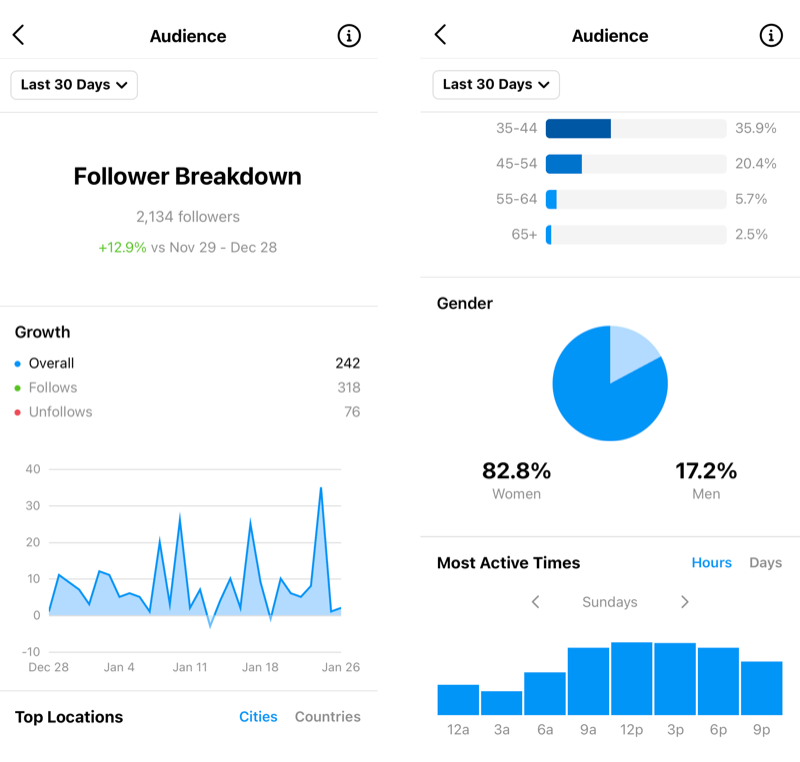 Audience
Last 30 Days
Follower Breakdown
2,134 followers
+12.9% vs Nov 29 - Dec 28
Growth
Overall 242
Follows 318
Unfollows 76
40
30
20
10
0
-10
Dec 28 Jan 4 Jan 11 Jan 18 Jan 26
Top Locations Cities Countries
Audience
Last 30 Days
35-44 35.9%
45-54 20.4%
55-64 5.7%
65+ 2.5%
Gender
82.8% 17.2%
Women Men
Most Active Times Hours Days
Sundays
12a 3a 6a 9a 12p 3p 6p 9p